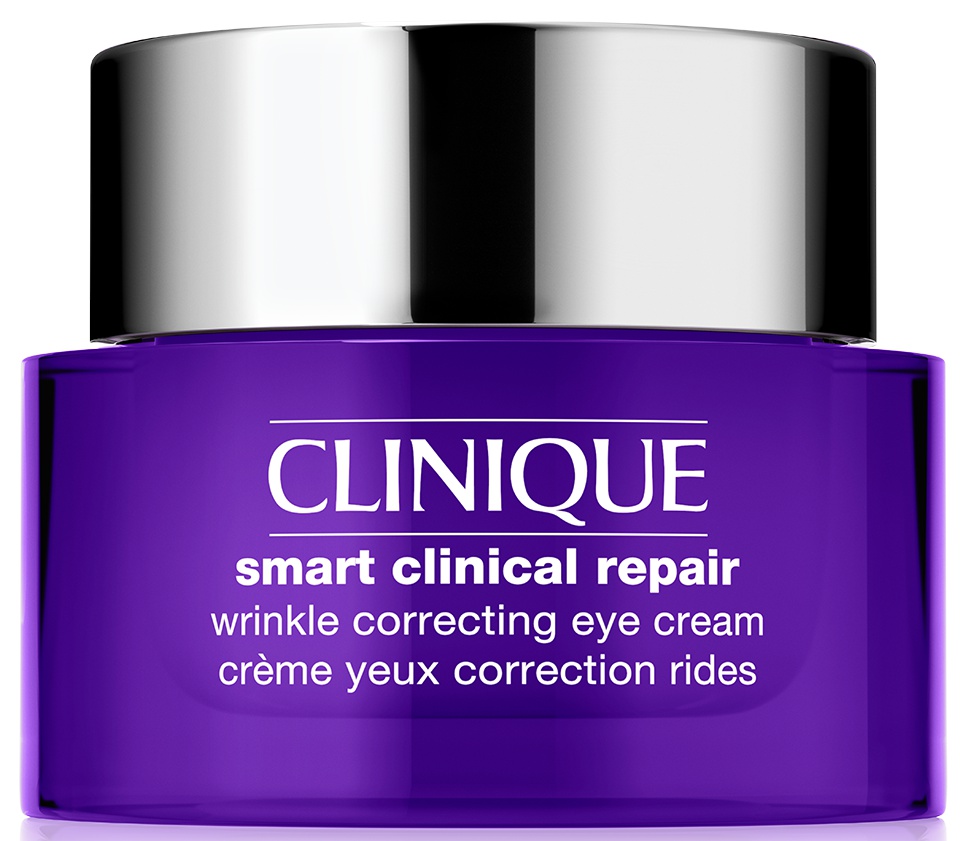 CLINIQUE
smart clinical repair
wrinkle correcting eye cream
crème yeux correction rides